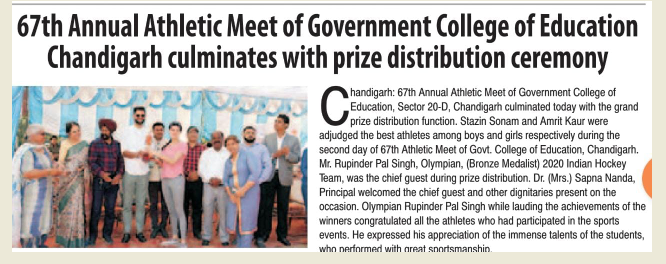 67th Annual Athletic Meet of Government College of Education
Chandigarh culminates with prize distribution ceremony
Chandigarh: 67th Annual Athletic Meet of Government College of
Education, Sector 20-D, Chandigarh culminated today with the grand
prize distribution function. Stazin Sonam and Amrit Kaur were
adjudged the best athletes among boys and girls respectively during the
second day of 67th Athletic Meet of Govt. College of Education, Chandigarh.
Mr. Rupinder Pal Singh, Olympian, (Bronze Medalist) 2020 Indian Hockey
Team, was the chief guest during prize distribution. Dr. (Mrs.) Sapna Nanda,
Principal welcomed the chief guest and other dignitaries present on the
occasion. Olympian Rupinder Pal Singh while lauding the achievements of the
winners congratulated all the athletes who had participated in the sports
events. He expressed his appreciation of the immense talents of the students,
who performed with great sportsmanship.